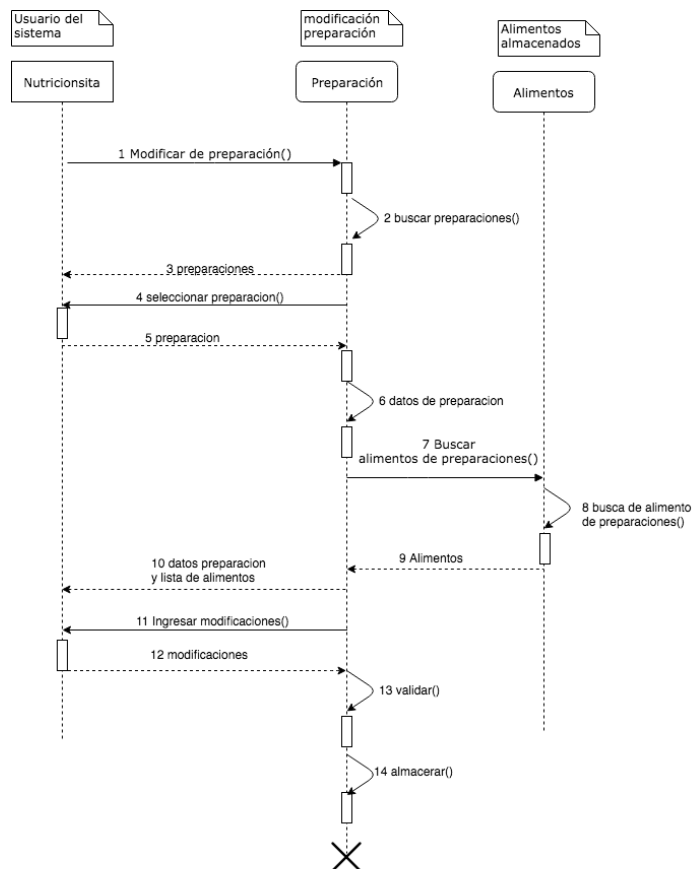 Usuario del
sistema
modificación
preparación
Alimentos
almacenados
Nutricionsita
Preparación
Alimentos
1 Modificar de preparación()
2 buscar preparaciones()
3 preparaciones
4 seleccionar preparacion()
5 preparacion
6 datos de preparacion
7 Buscar
alimentos de preparaciones()
8 busca de alimento
de preparaciones()
9 Alimentos
10 datos preparacion
y lista de alimentos
11 Ingresar modificaciones()
12 modificaciones
13 validar()
14 almacerar()